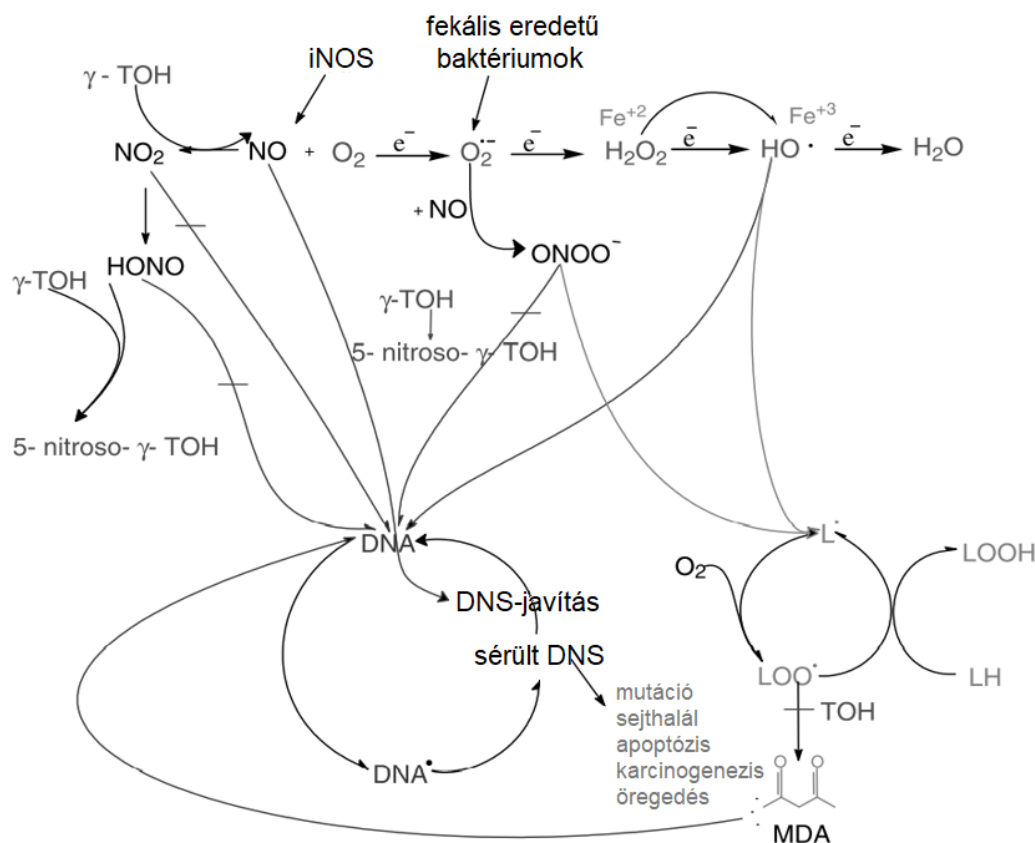 fekális eredetű
baktériumok
iNOS
γ - TOH
Fe⁺² Fe⁺³
NO₂ NO + O₂ e⁻ O₂•⁻ e⁻ H₂O₂ e⁻ HO• e⁻ H₂O
+ NO
ONOO⁻
HONO
γ-TOH
γ-TOH
5- nitroso- γ- TOH
5- nitroso- γ- TOH
DNA
L•
O₂
LOOH
DNS-javítás
sérült DNS
LOO•
LH
TOH
mutáció
sejthalál
apoptózis
karcinogenezis
öregedés
DNA•
O O
MDA